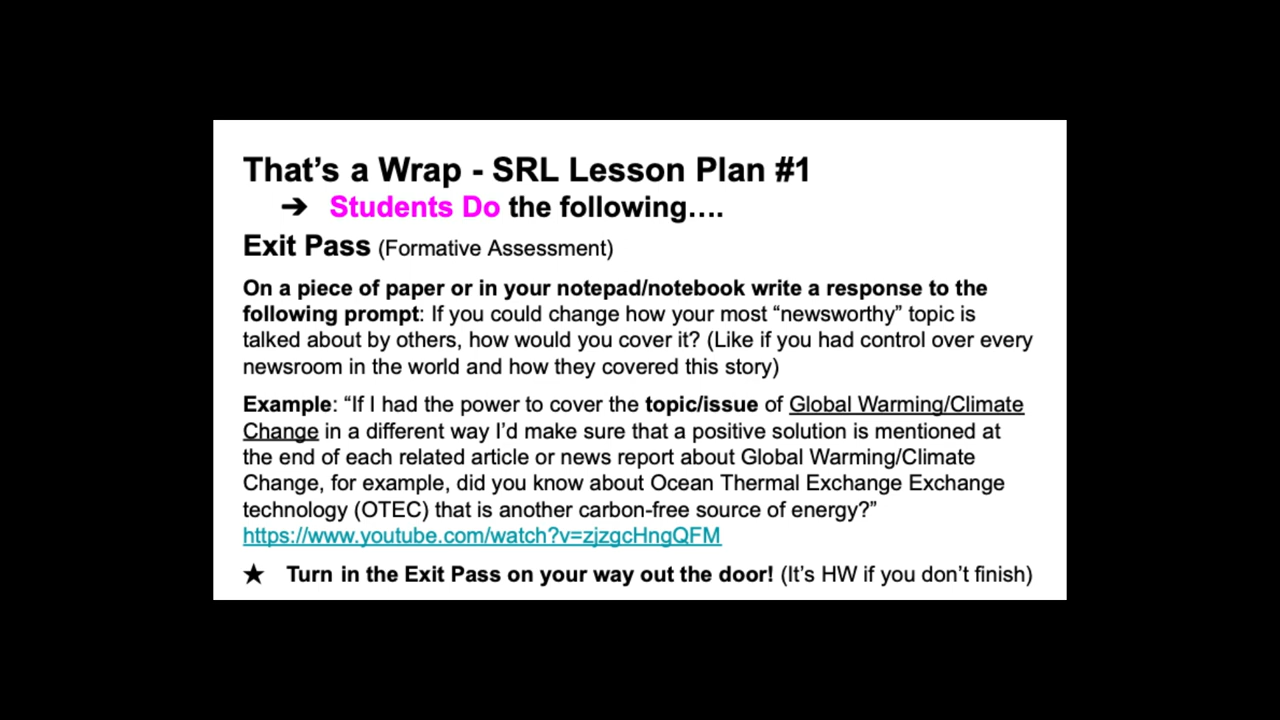 That’s a Wrap - SRL Lesson Plan #1
➔ Students Do the following….
Exit Pass (Formative Assessment)
On a piece of paper or in your notepad/notebook write a response to the
following prompt: If you could change how your most “newsworthy” topic is
talked about by others, how would you cover it? (Like if you had control over every
newsroom in the world and how they covered this story)
Example: “If I had the power to cover the topic/issue of Global Warming/Climate
Change in a different way I’d make sure that a positive solution is mentioned at
the end of each related article or news report about Global Warming/Climate
Change, for example, did you know about Ocean Thermal Exchange Exchange
technology (OTEC) that is another carbon-free source of energy?”
https://www.youtube.com/watch?v=zjzgcHngQFM
★ Turn in the Exit Pass on your way out the door! (It’s HW if you don’t finish)